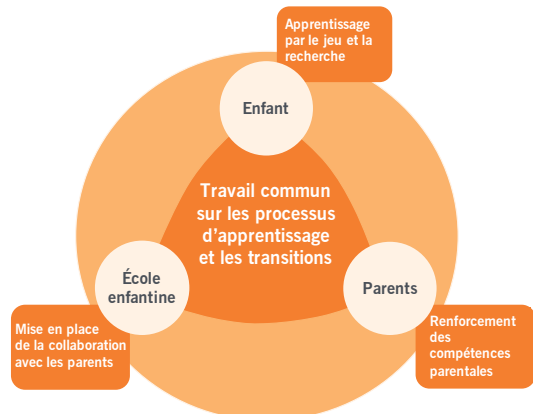 Apprentissage
par le jeu et la
recherche
Enfant
Travail commun
sur les processus
d’apprentissage
et les transitions
École
enfantine
Parents
Mise en place
de la collaboration
avec les parents
Renforcement
des
compétences
parentales